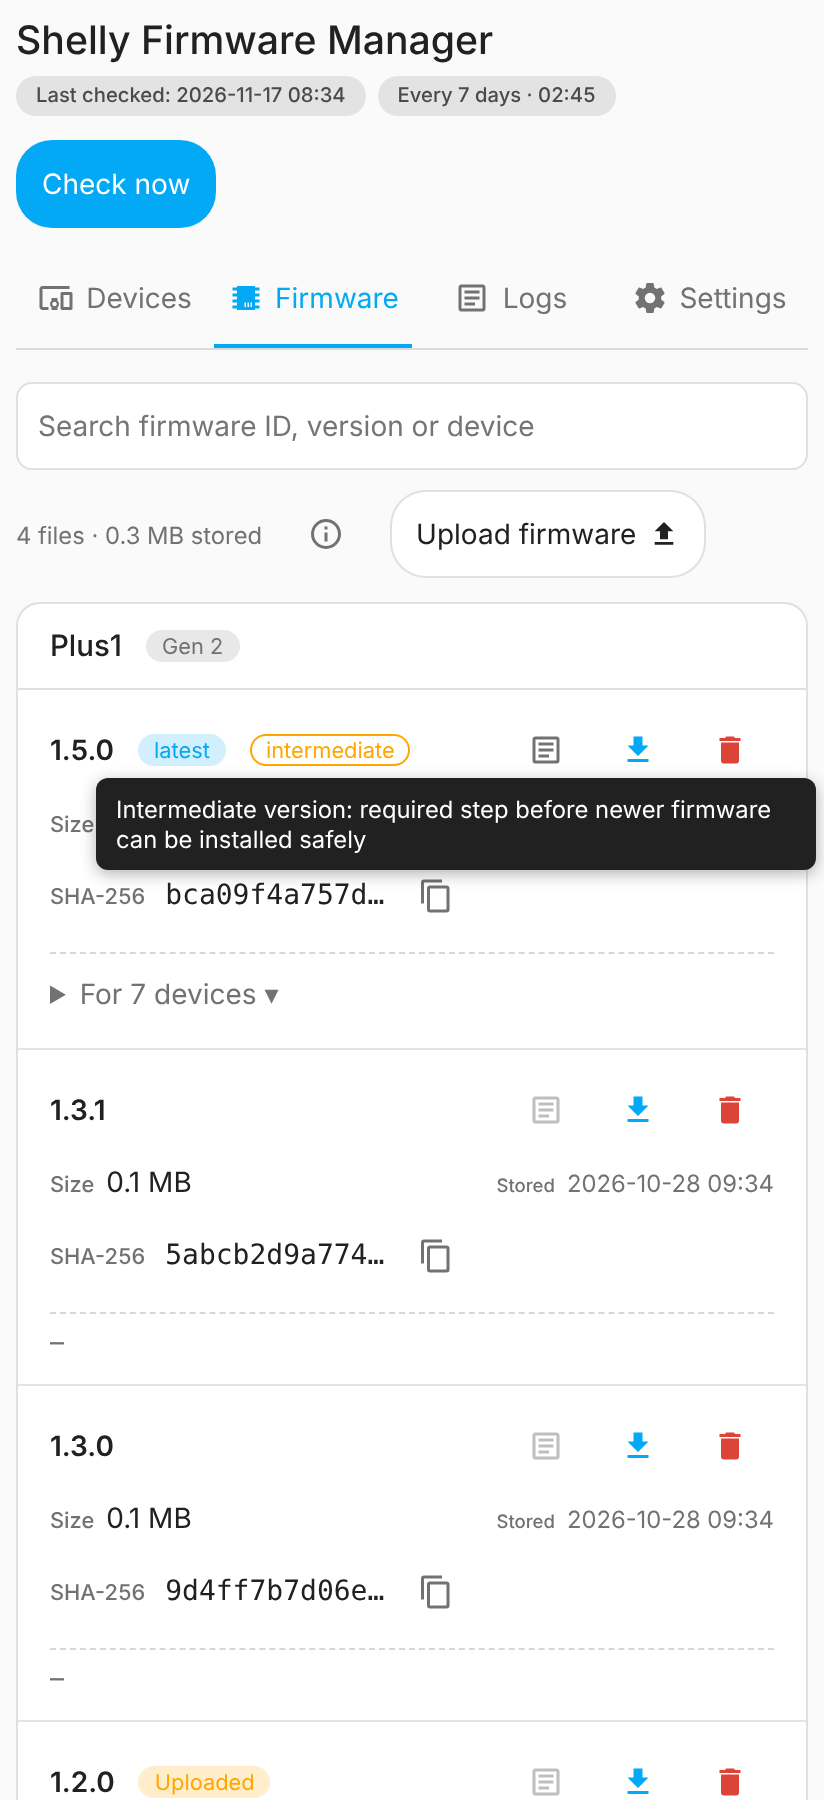 Shelly Firmware Manager
Last checked: 2026-11-17 08:34
Every 7 days · 02:45
Check now
Devices
Firmware
Logs
Settings
Search firmware ID, version or device
4 files · 0.3 MB stored
Upload firmware
Plus1
Gen 2
1.5.0
latest
intermediate
Intermediate version: required step before newer firmware
can be installed safely
Size
SHA-256 bca09f4a757d…
For 7 devices ▾
1.3.1
Size 0.1 MB
Stored 2026-10-28 09:34
SHA-256 5abcb2d9a774…
–
1.3.0
Size 0.1 MB
Stored 2026-10-28 09:34
SHA-256 9d4ff7b7d06e…
–
1.2.0
Uploaded